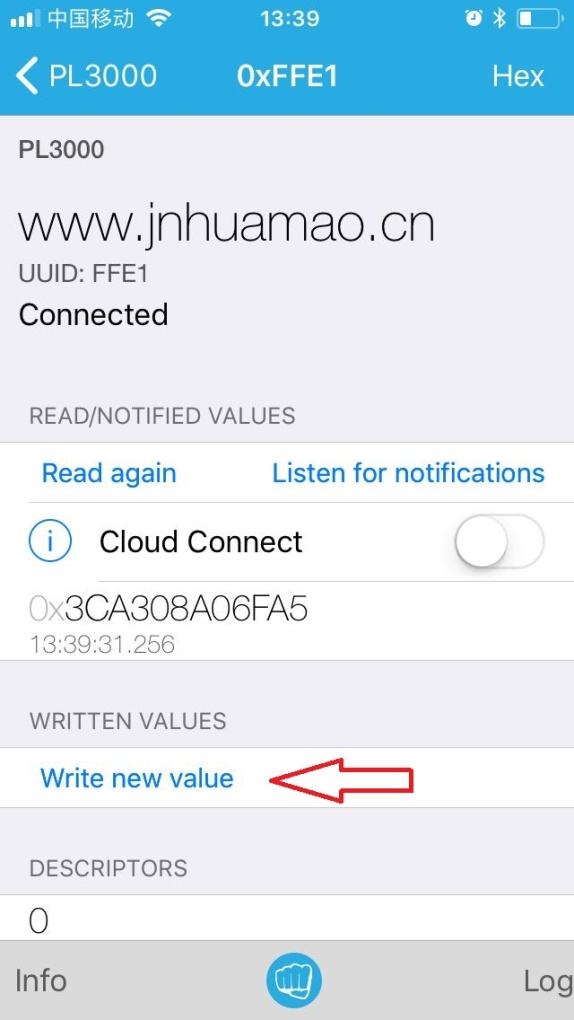 中国移动 13:39
PL3000 0xFFE1 Hex
PL3000
www.jnhuamao.cn
UUID: FFE1
Connected
READ/NOTIFIED VALUES
Read again Listen for notifications
i Cloud Connect
0x3CA308A06FA5
13:39:31.256
WRITTEN VALUES
Write new value
DESCRIPTORS
0
Info Log